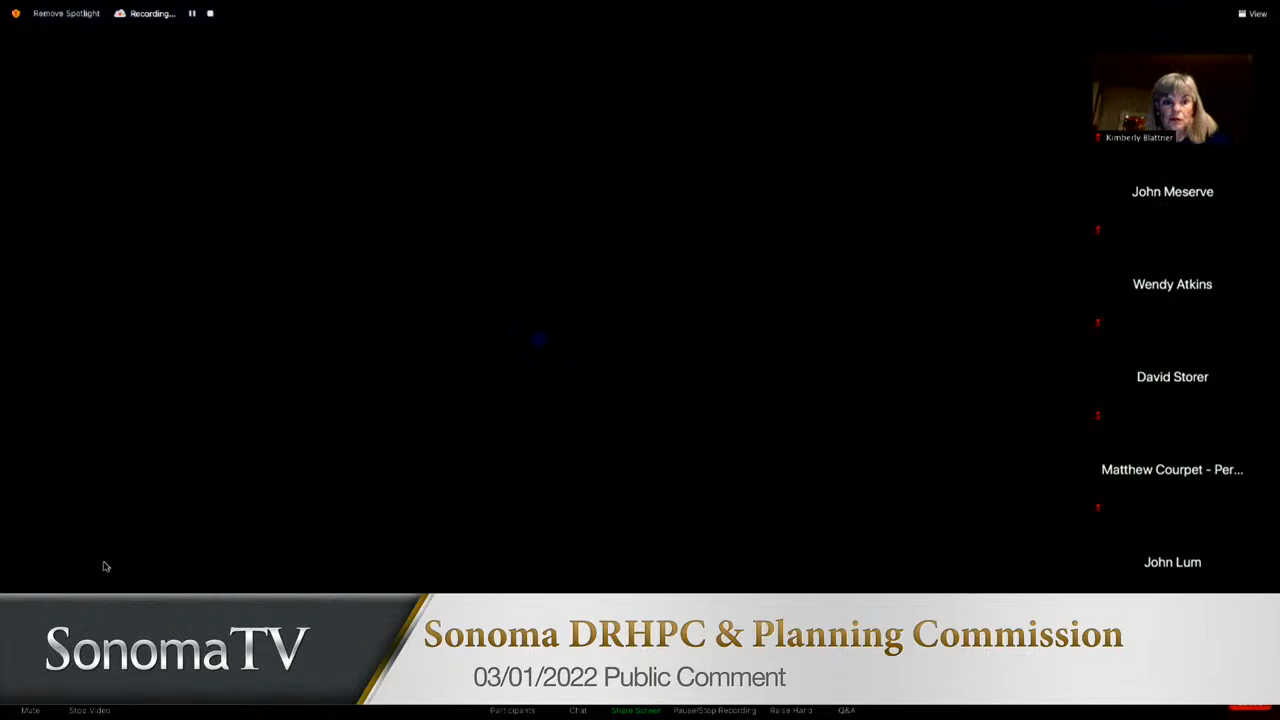 Remove Spotlight
Recording...
View
Kimberly Blattner
John Meserve
Wendy Atkins
David Storer
Matthew Courpet - Per...
John Lum
SonomaTV
Sonoma DRHPC & Planning Commission
03/01/2022 Public Comment
Mute
Stop Video
Participants
Chat
Share Screen
Pause/Stop Recording
Raise Hand
Q&A